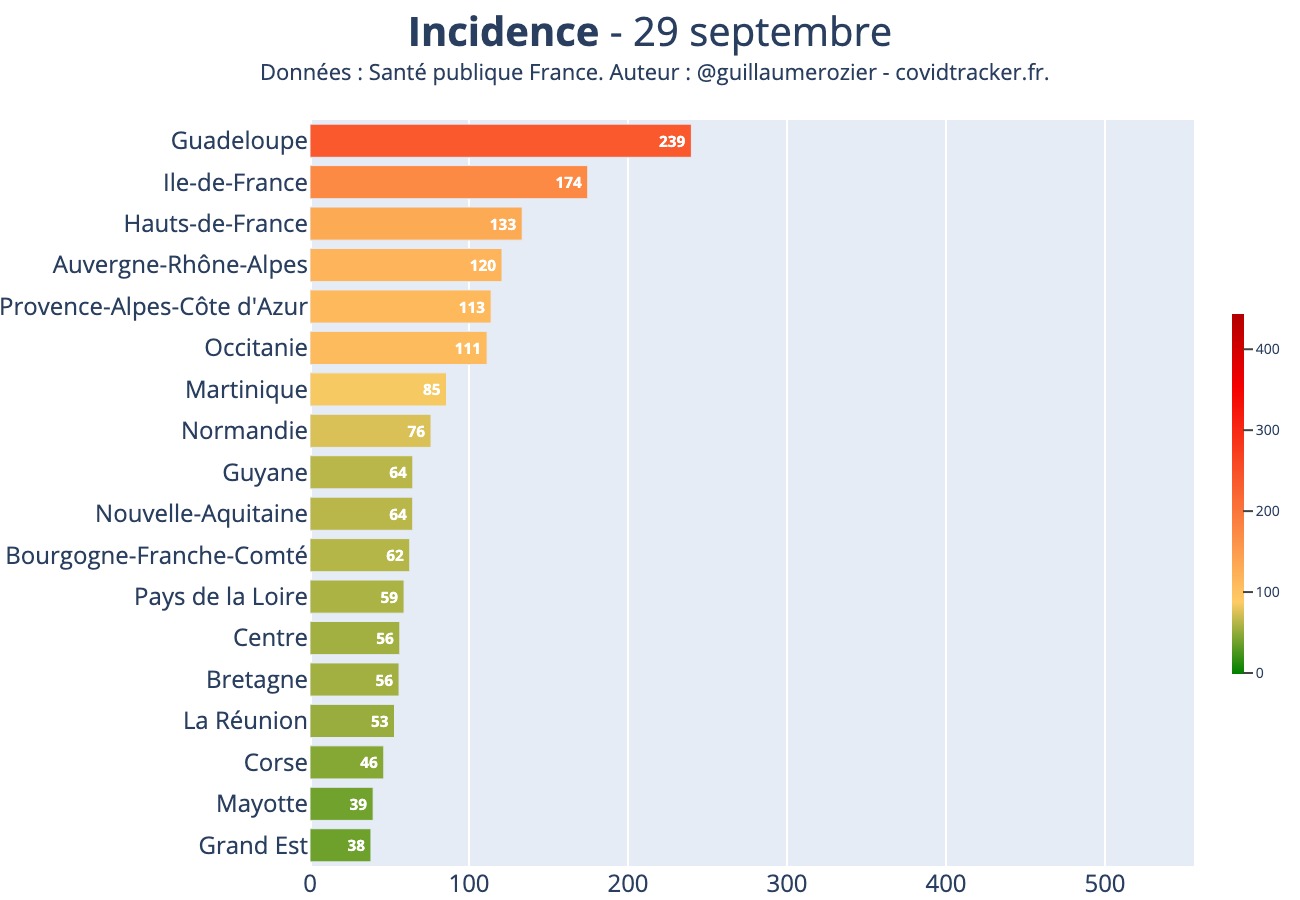 Incidence - 29 septembre
Données : Santé publique France. Auteur : @guillaumerozier - covidtracker.fr.
Guadeloupe 239
Ile-de-France 174
Hauts-de-France 133
Auvergne-Rhône-Alpes 120
Provence-Alpes-Côte d'Azur 113
Occitanie 111
Martinique 85
Normandie 76
Guyane 64
Nouvelle-Aquitaine 64
Bourgogne-Franche-Comté 62
Pays de la Loire 59
Centre 56
Bretagne 56
La Réunion 53
Corse 46
Mayotte 39
Grand Est 38
0 100 200 300 400 500
400
300
200
100
0